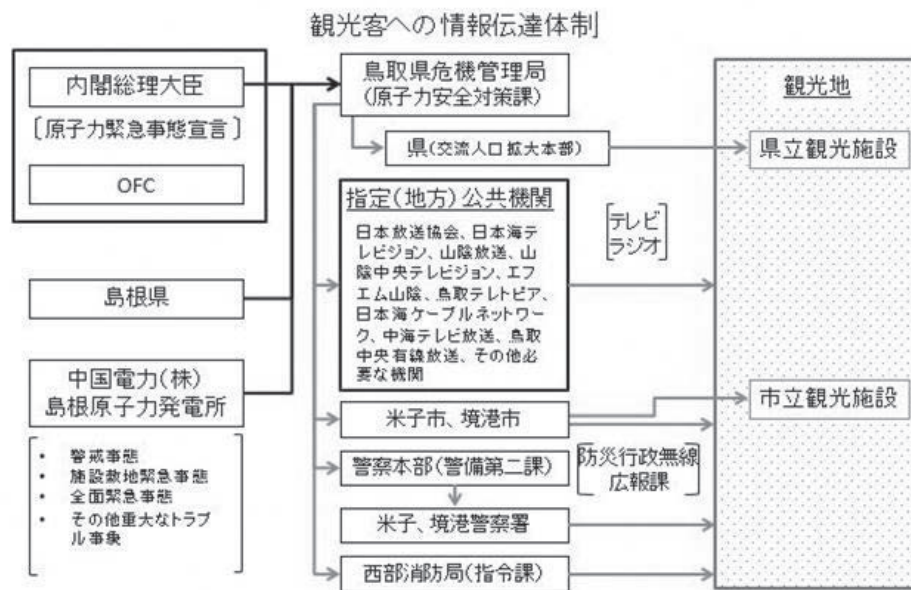 観光客への情報伝達体制
内閣総理大臣
〔原子力緊急事態宣言〕
OFC
島根県
中国電力(株)
島根原子力発電所
・ 警戒事態
・ 施設敷地緊急事態
・ 全面緊急事態
・ その他重大なトラブ
ル事象
鳥取県危機管理局
(原子力安全対策課)
県(交流人口拡大本部)
指定(地方)公共機関
日本放送協会、日本海テ
レビジョン、山陰放送、山
陰中央テレビジョン、エフ
エム山陰、鳥取テレトピア、
日本海ケーブルネットワー
ク、中海テレビ放送、鳥取
中央有線放送、その他必
要な機関
テレビ
ラジオ
米子市、境港市
警察本部(警備第二課)
防災行政無線
広報課
米子、境港警察署
西部消防局(指令課)
観光地
県立観光施設
市立観光施設